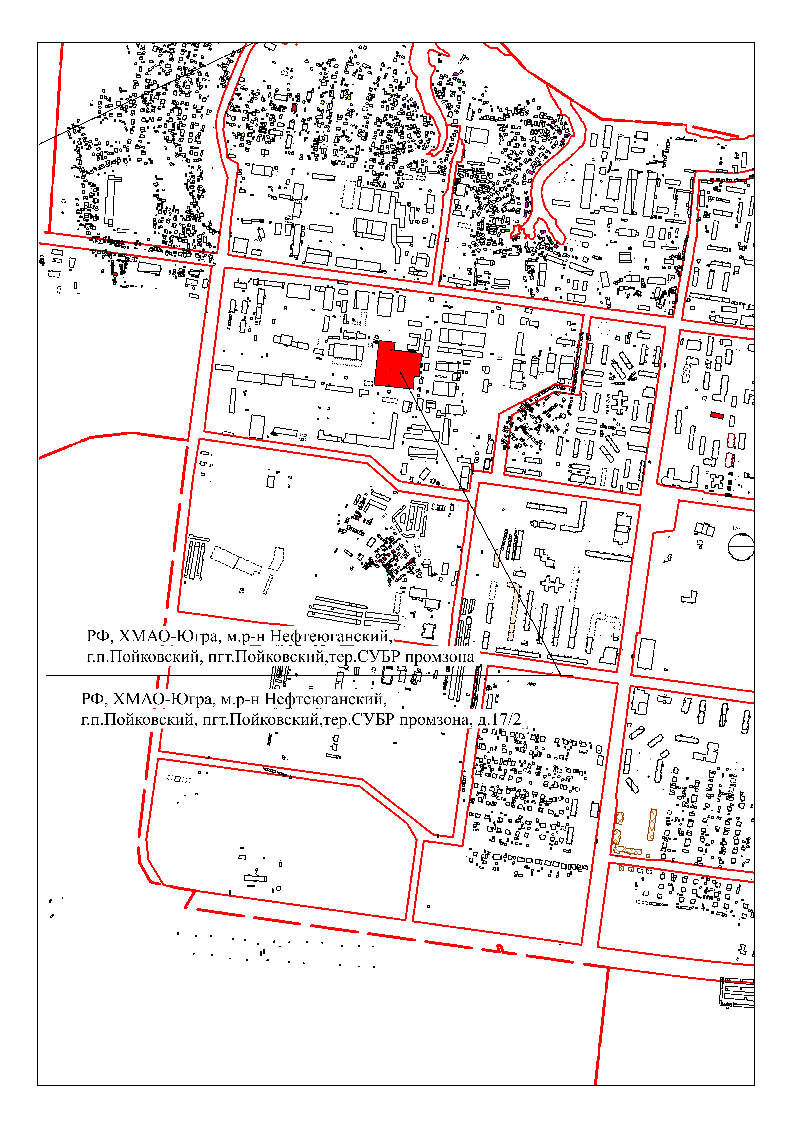 РФ, ХМАО-Югра, м.р-н Нефтеюганский,
г.п.Пойковский, пгт.Пойковский,тер.СУБР промзона
РФ, ХМАО-Югра, м.р-н Нефтеюганский,
г.п.Пойковский, пгт.Пойковский,тер.СУБР промзона, д.17/2